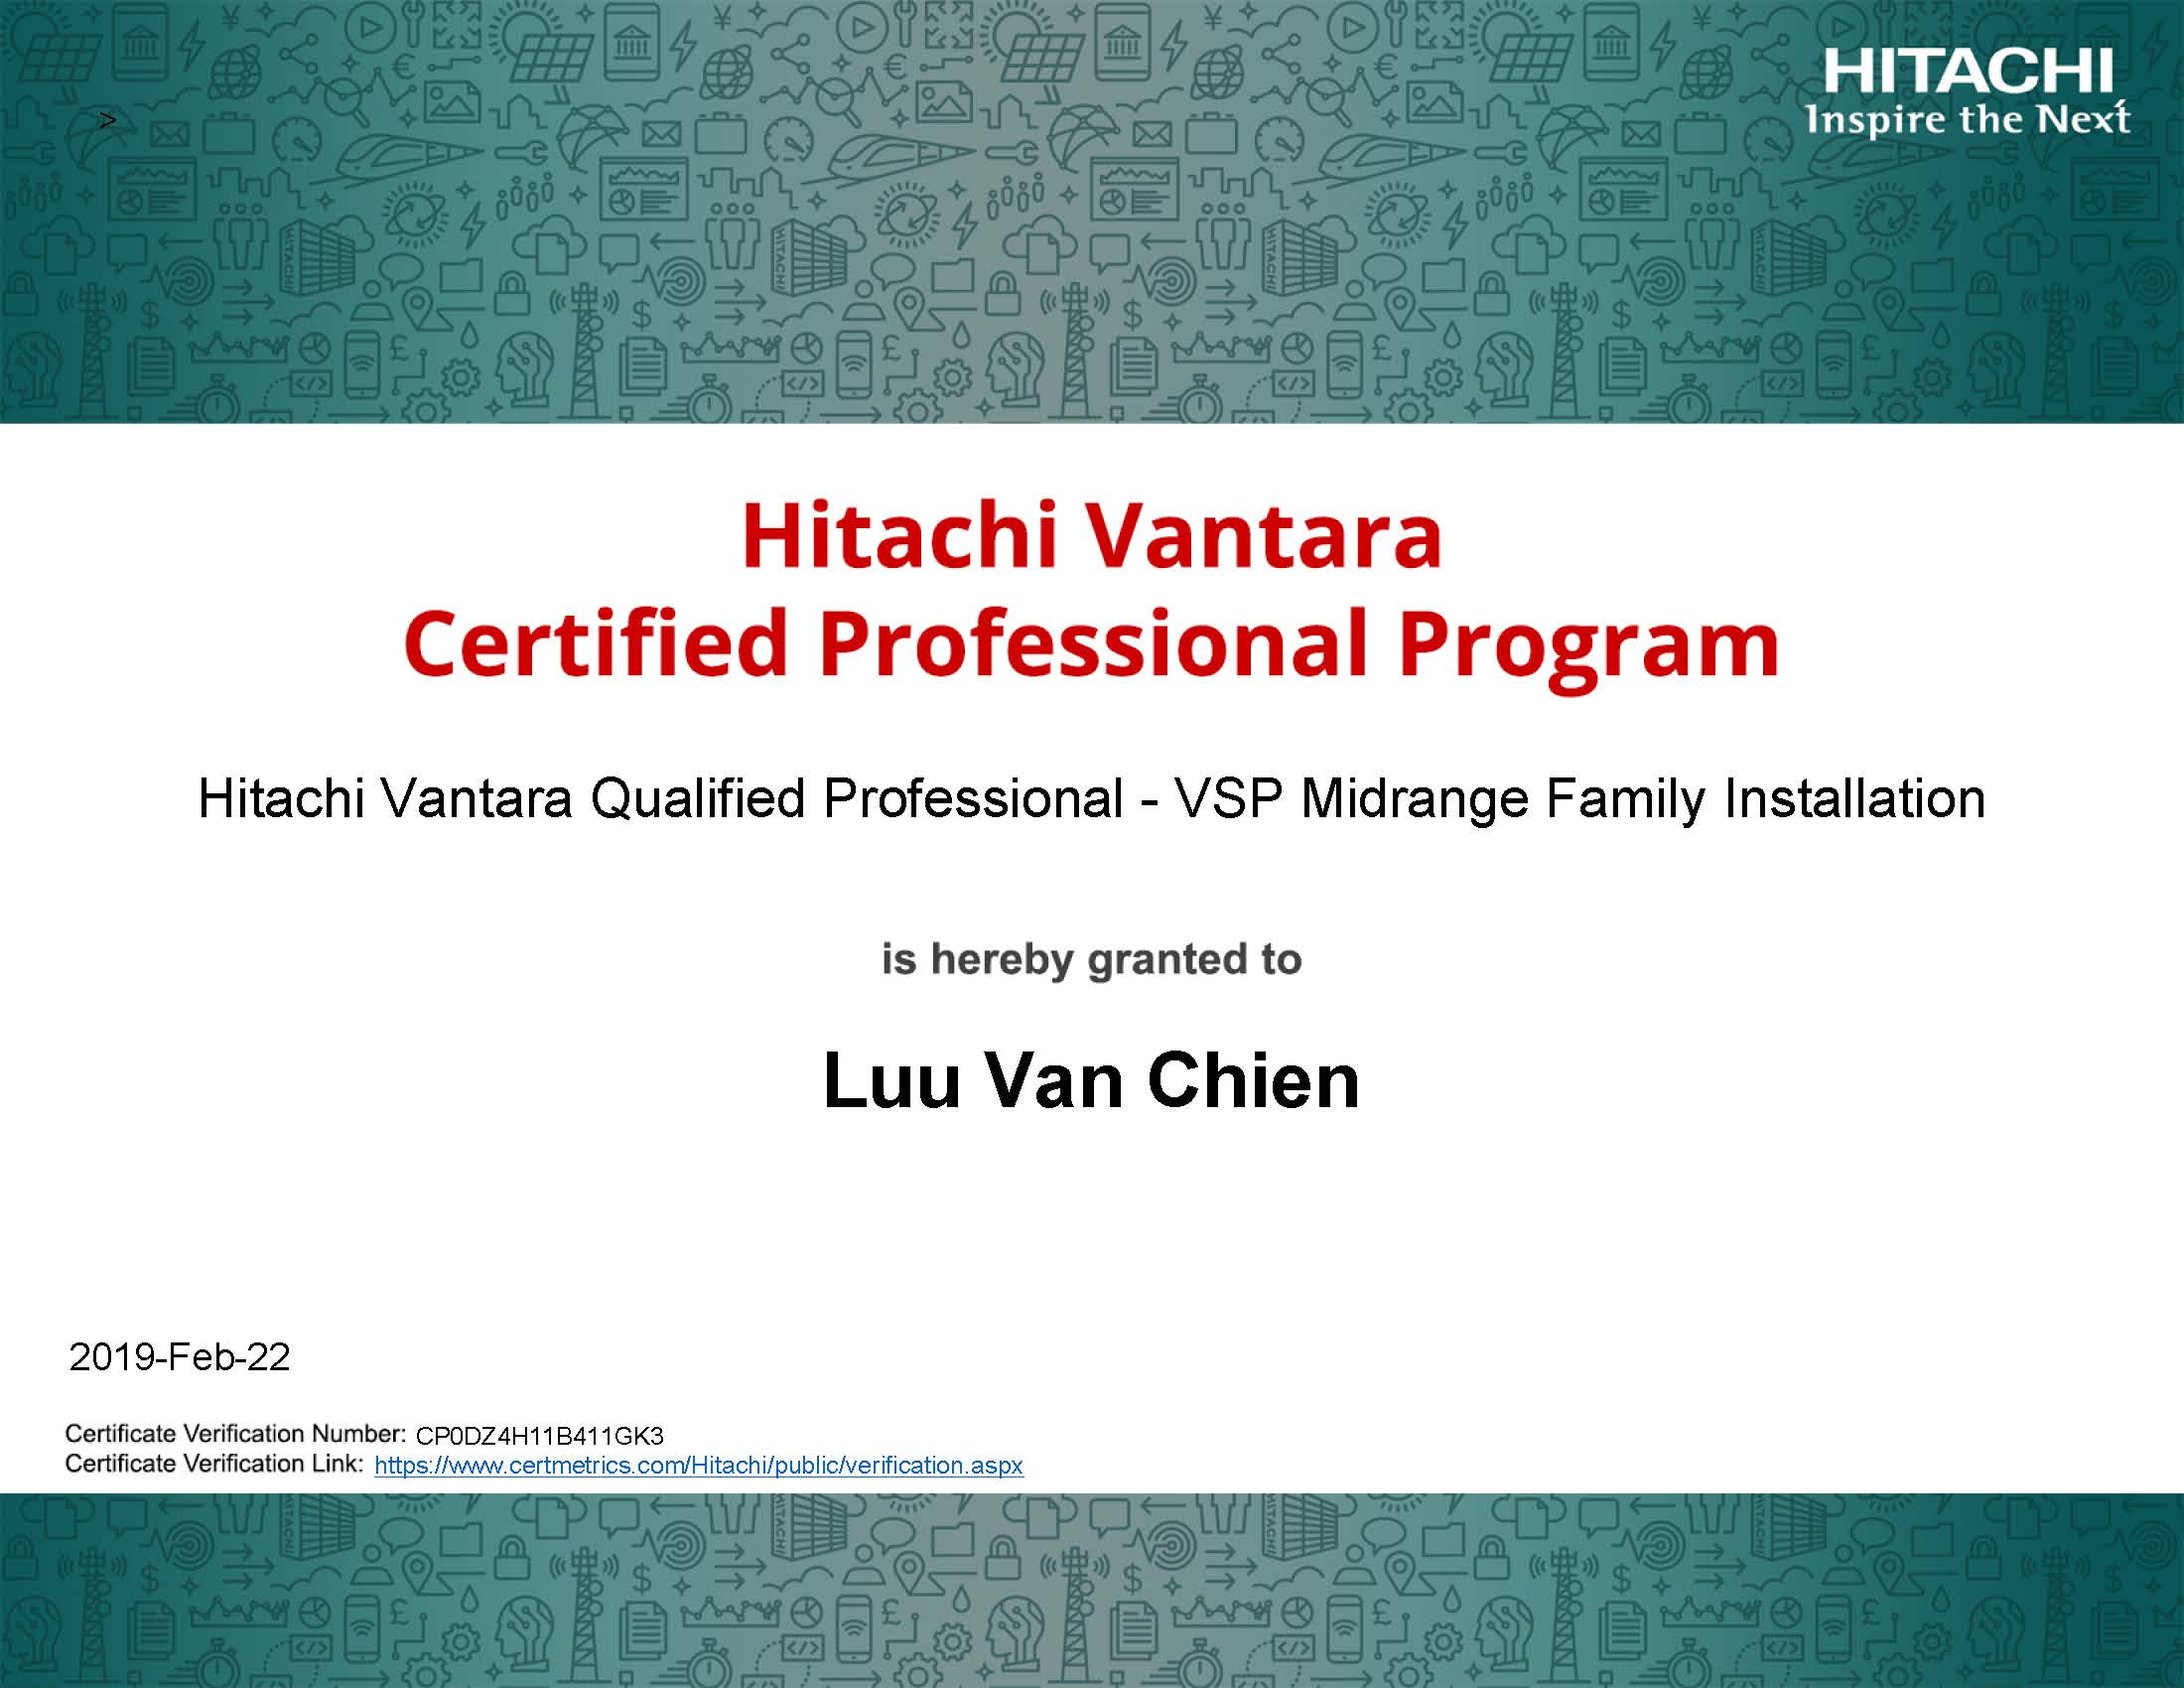 HITACHI
Inspire the Next
>
Hitachi Vantara
Certified Professional Program
Hitachi Vantara Qualified Professional - VSP Midrange Family Installation
is hereby granted to
Luu Van Chien
2019-Feb-22
Certificate Verification Number: CP0DZ4H11B411GK3
Certificate Verification Link: https://www.certmetrics.com/Hitachi/public/verification.aspx